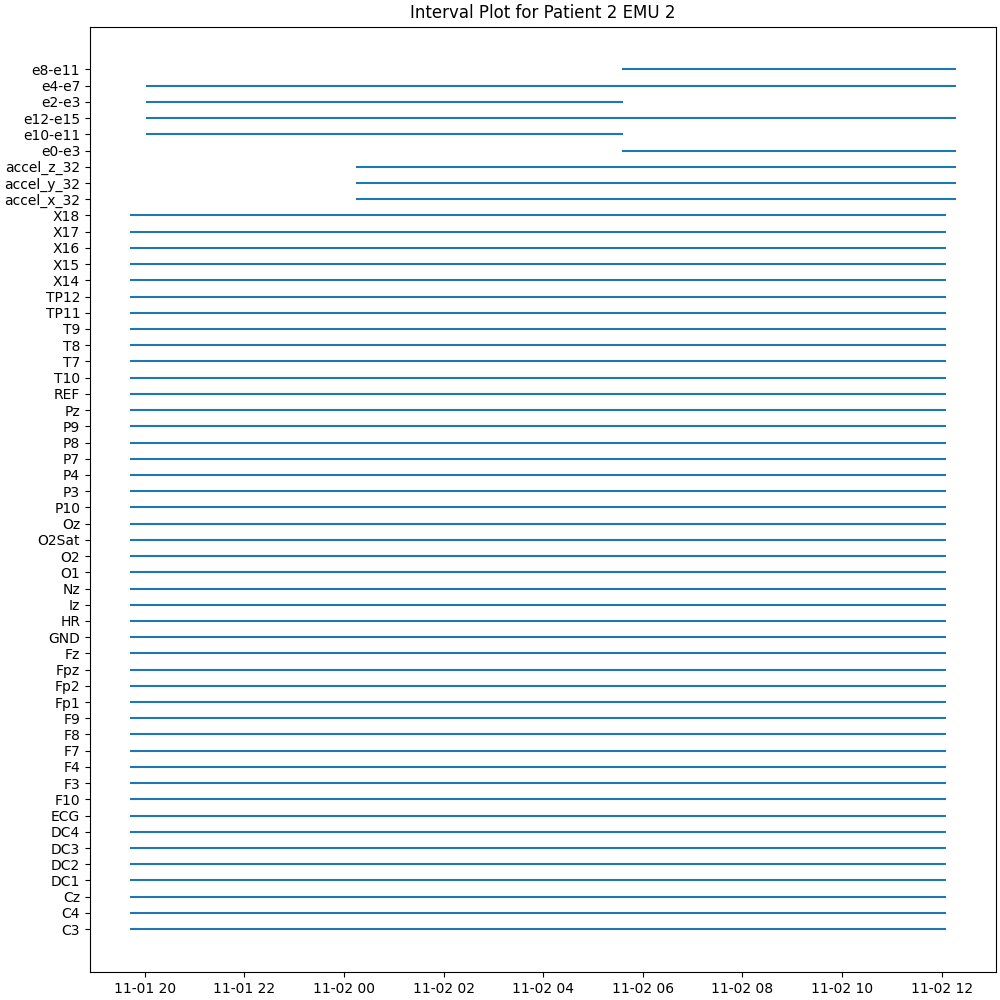 Interval Plot for Patient 2 EMU 2
e8-e11
e4-e7
e2-e3
e12-e15
e10-e11
e0-e3
accel_z_32
accel_y_32
accel_x_32
X18
X17
X16
X15
X14
TP12
TP11
T9
T8
T7
T10
REF
Pz
P9
P8
P7
P4
P3
P10
Oz
O2Sat
O2
O1
Nz
Iz
HR
GND
Fz
Fpz
Fp2
Fp1
F9
F8
F7
F4
F3
F10
ECG
DC4
DC3
DC2
DC1
Cz
C4
C3
11-01 20 11-01 22 11-02 00 11-02 02 11-02 04 11-02 06 11-02 08 11-02 10 11-02 12